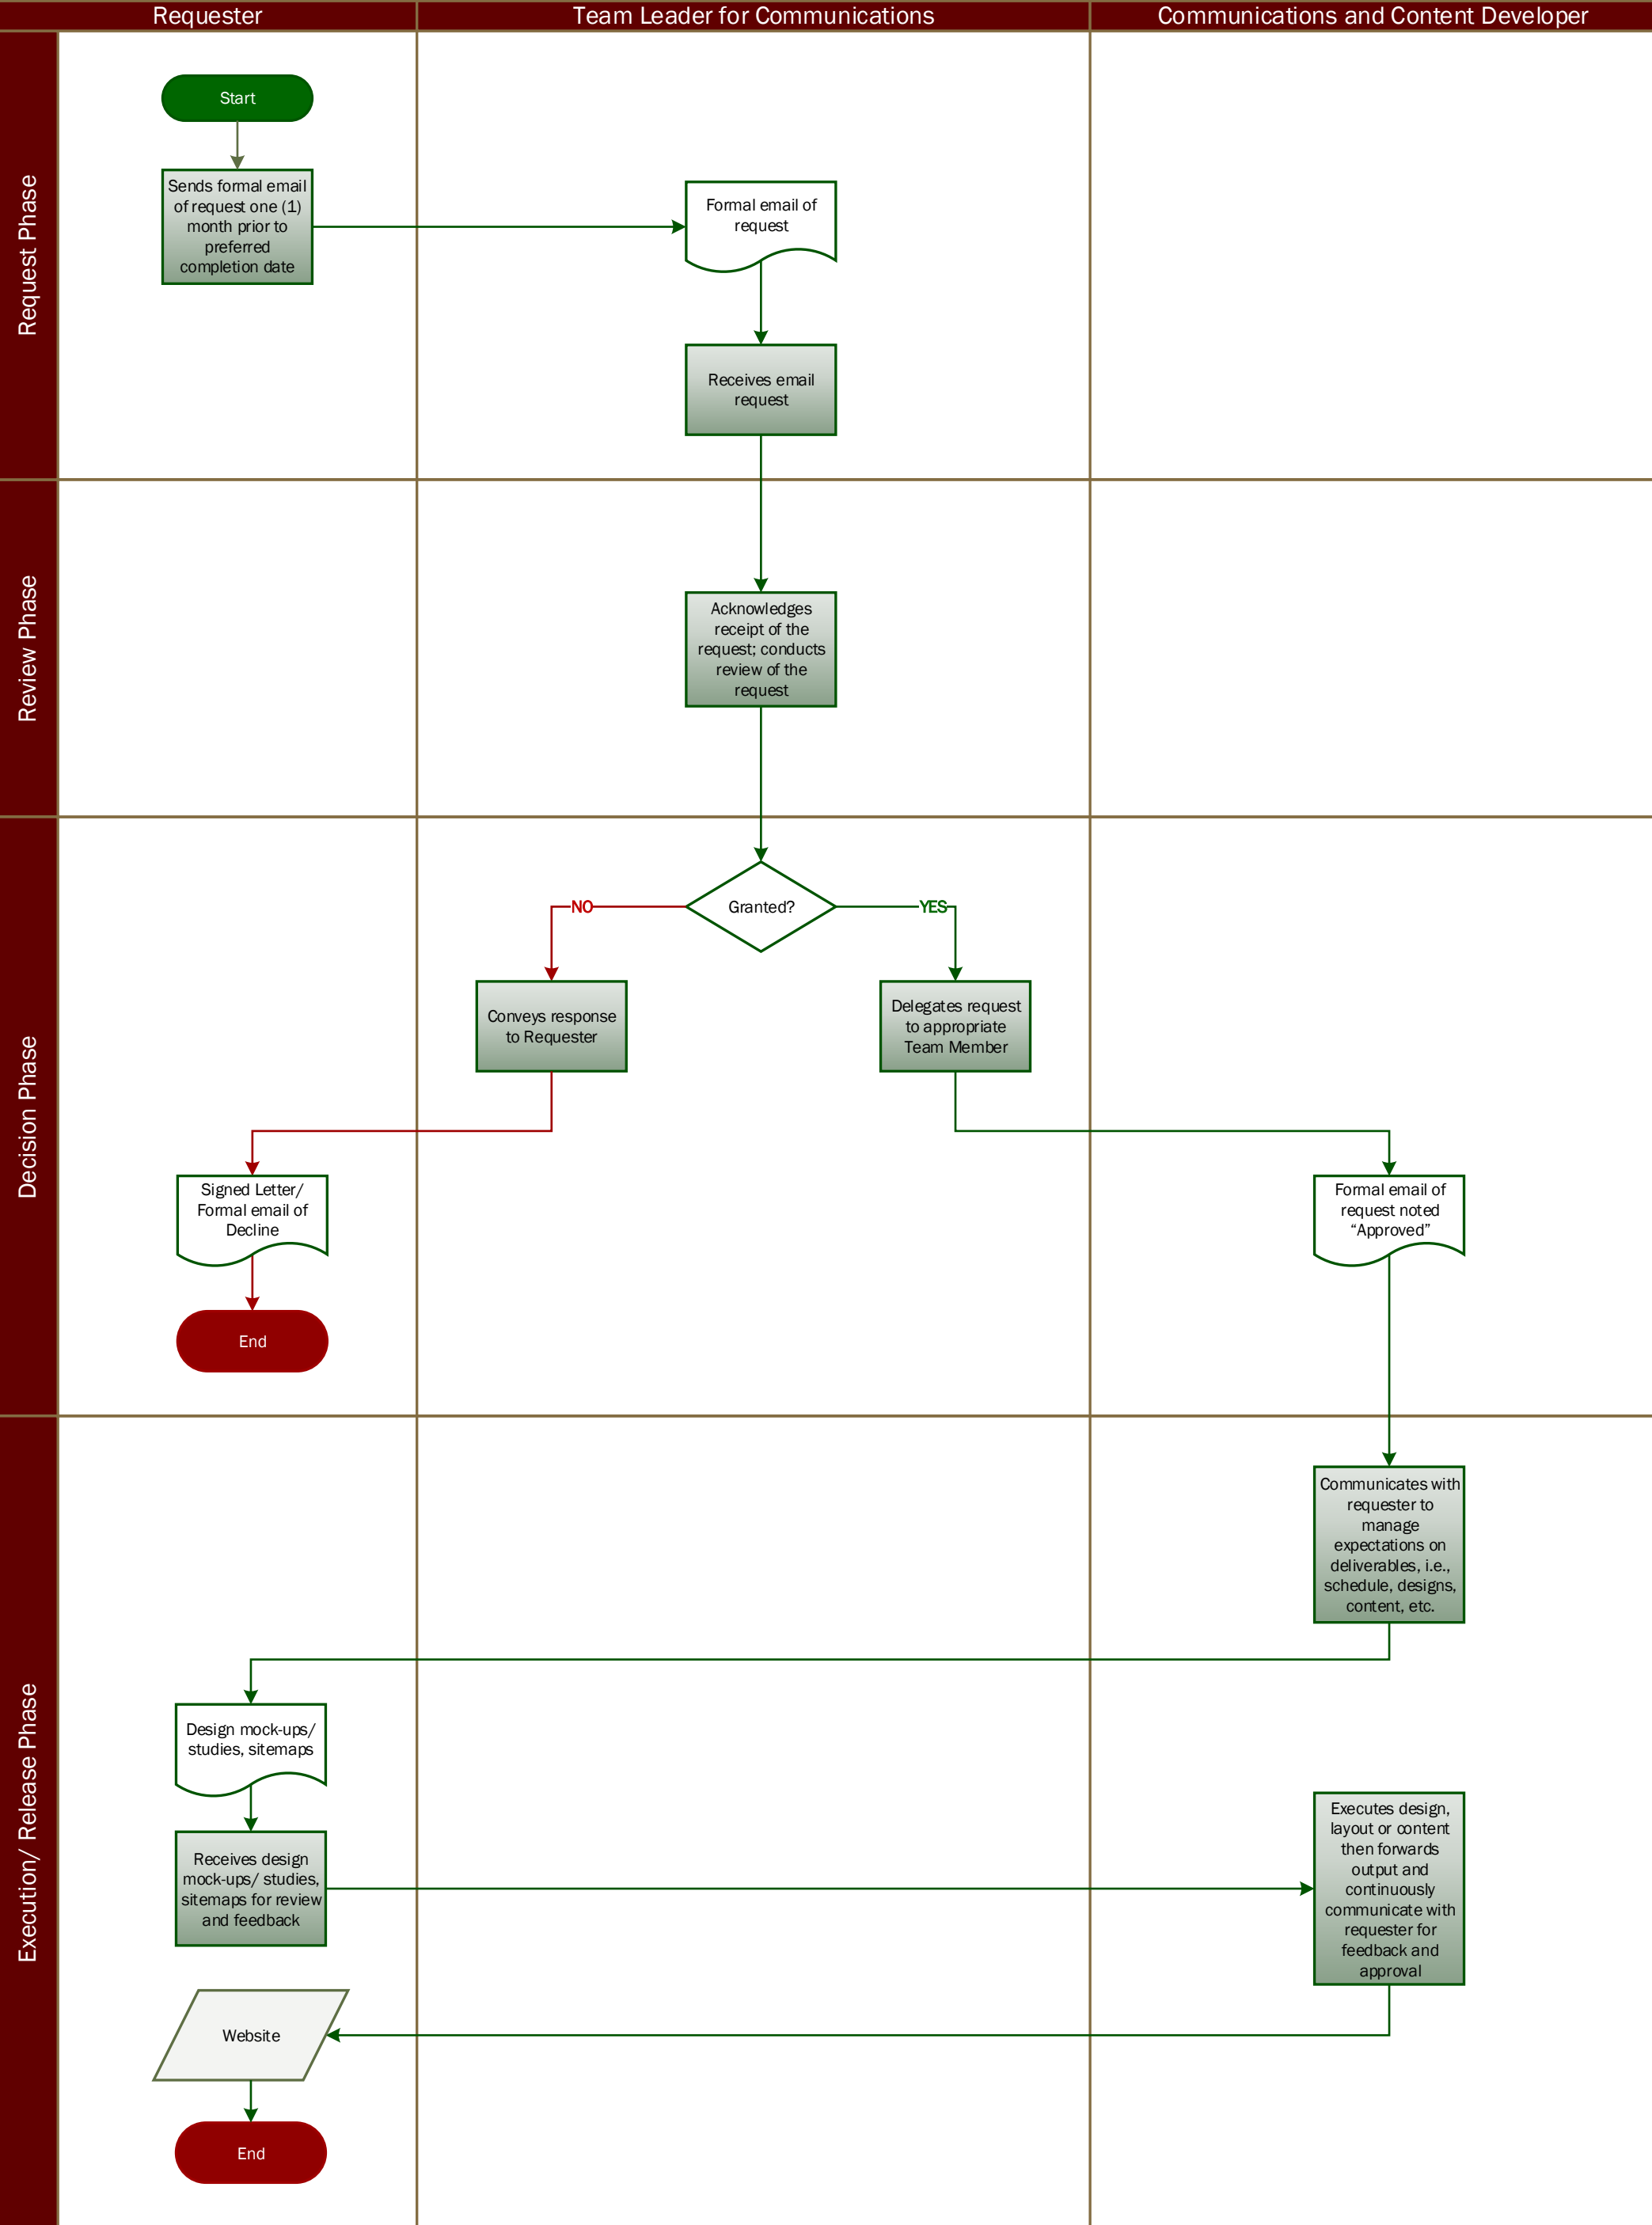 Requester
Team Leader for Communications
Communications and Content Developer
Request Phase
Start
Sends formal email
of request one (1)
month prior to
preferred
completion date
Formal email of
request
Receives email
request
Review Phase
Acknowledges
receipt of the
request; conducts
review of the
request
Decision Phase
Granted?
NO
YES
Conveys response
to Requester
Delegates request
to appropriate
Team Member
Signed Letter/
Formal email of
Decline
Formal email of
request noted
“Approved”
End
Execution/ Release Phase
Communicates with
requester to
manage
expectations on
deliverables, i.e.,
schedule, designs,
content, etc.
Design mock-ups/
studies, sitemaps
Receives design
mock-ups/ studies,
sitemaps for review
and feedback
Executes design,
layout or content
then forwards
output and
continuously
communicate with
requester for
feedback and
approval
Website
End